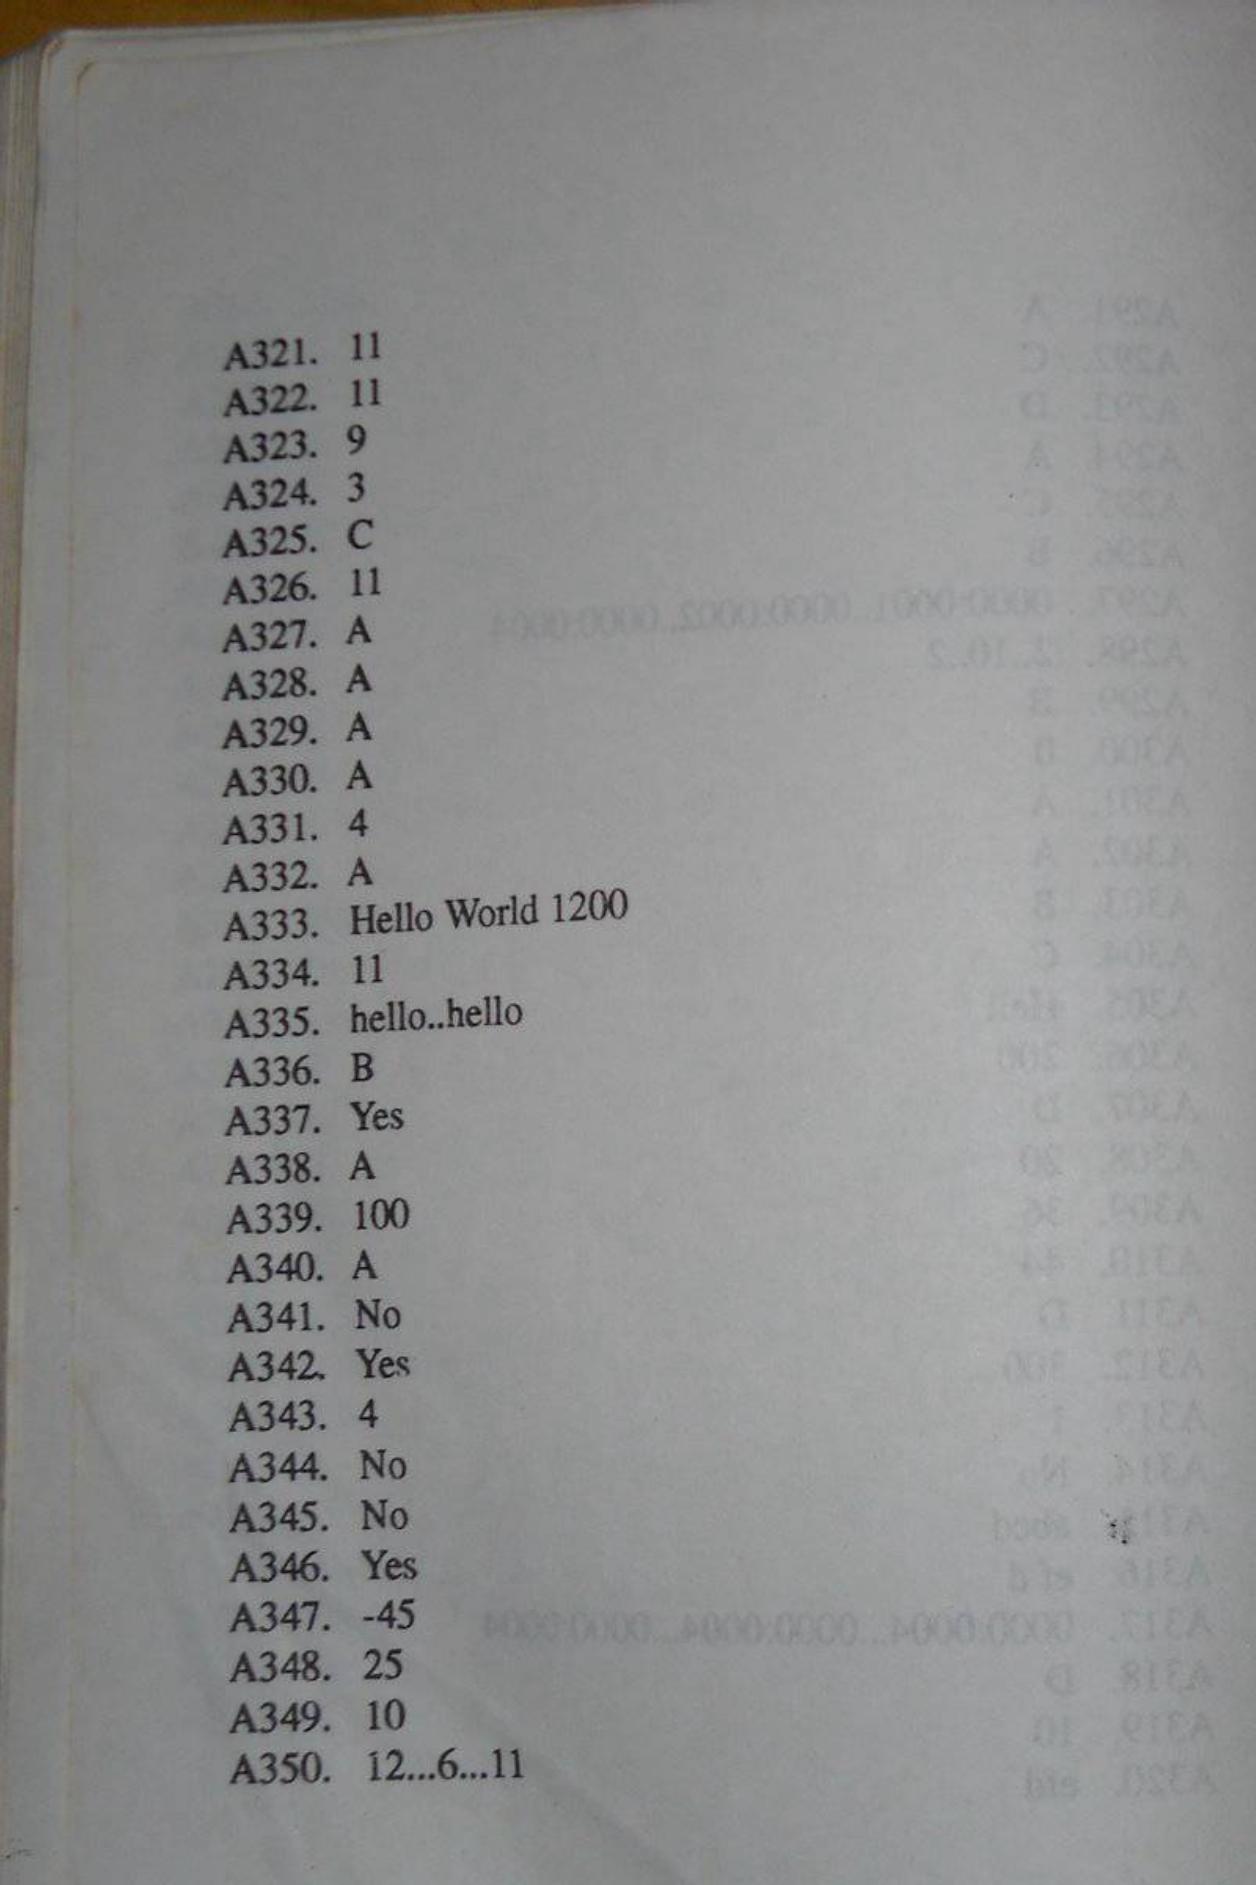 A321. 11
A322. 11
A323. 9
A324. 3
A325. C
A326. 11
A327. A
A328. A
A329. A
A330. A
A331. 4
A332. A
A333. Hello World 1200
A334. 11
A335. hello..hello
A336. B
A337. Yes
A338. A
A339. 100
A340. A
A341. No
A342. Yes
A343. 4
A344. No
A345. No
A346. Yes
A347. -45
A348. 25
A349. 10
A350. 12...6...11